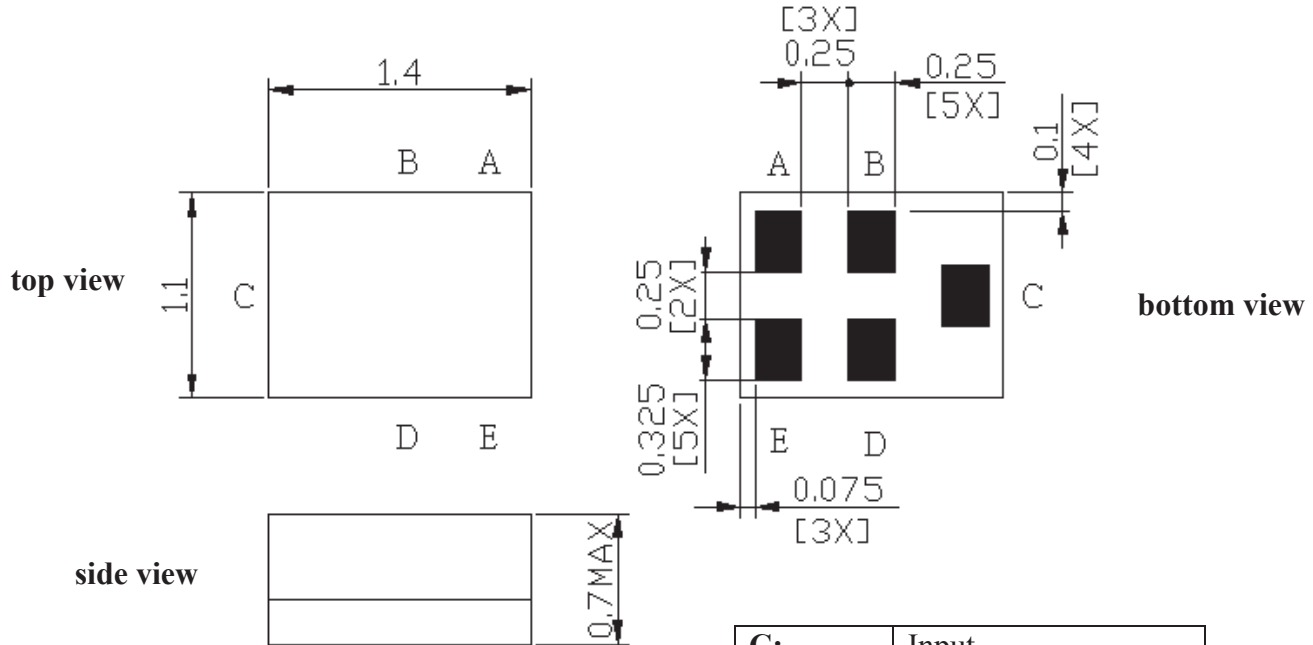 [3X]
0.25
0.25
[5X]
1.4
0.1
[4X]
B A
A B
top view
1.1
C
0.25
[2X]
C
bottom view
D E
0.325
[5X]
E D
0.075
[3X]
side view
0.7MAX
C: Input